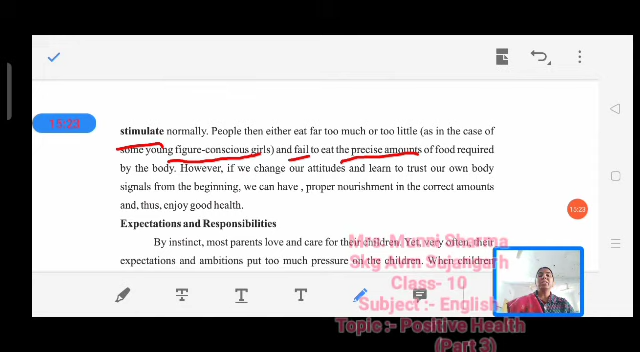 15:23
stimulate normally. People then either eat far too much or too little (as in the case of
some young figure-conscious girls) and fail to eat the precise amounts of food required
by the body. However, if we change our attitudes and learn to trust our own body
signals from the beginning, we can have , proper nourishment in the correct amounts
and, thus, enjoy good health.
15:23
Expectations and Responsibilities
By instinct, most parents love and care for their children. Yet, very often, their
expectations and ambitions put too much pressure on the children. When children
Sharma
Skg Avm Sujangarh
Class- 10
Subject :- English
Topic :- Positive Health
(Part 3)
T
T
T